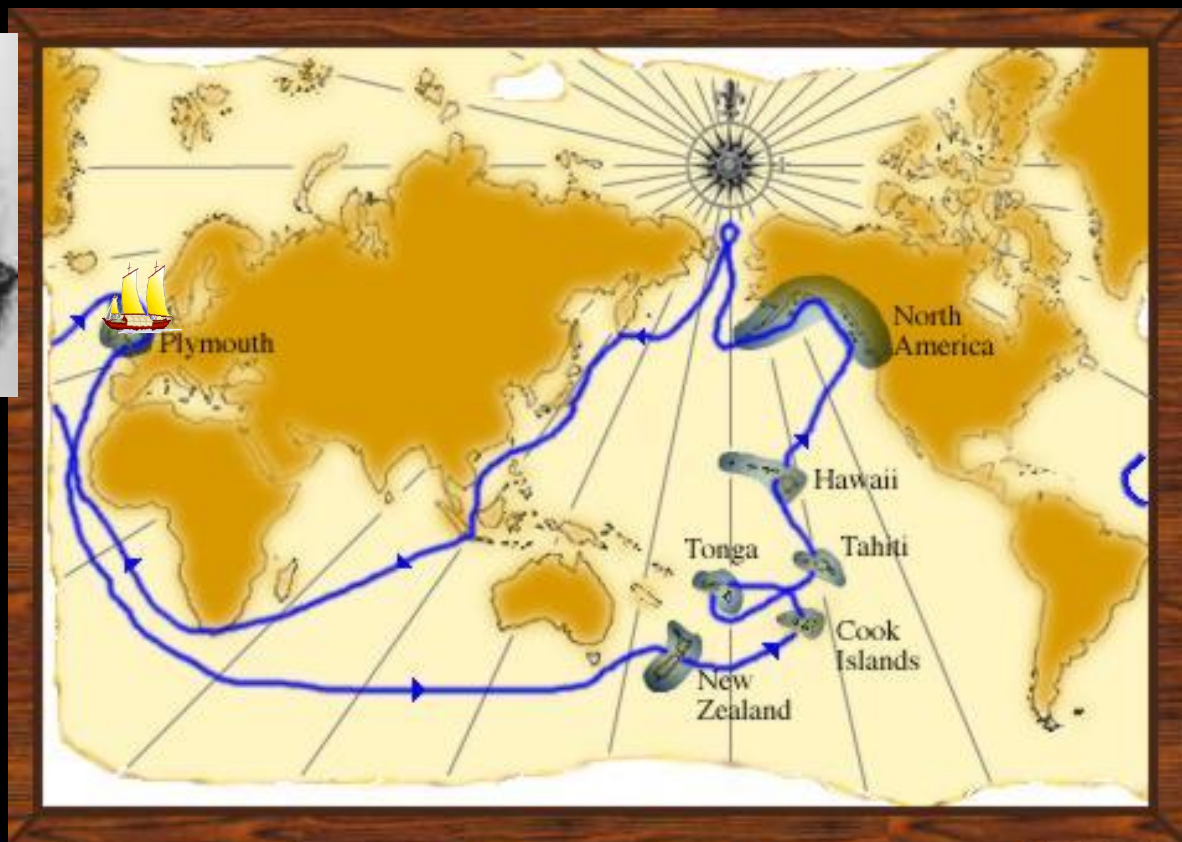 Plymouth
North
America
Hawaii
Tonga
Tahiti
Cook
Islands
New
Zealand